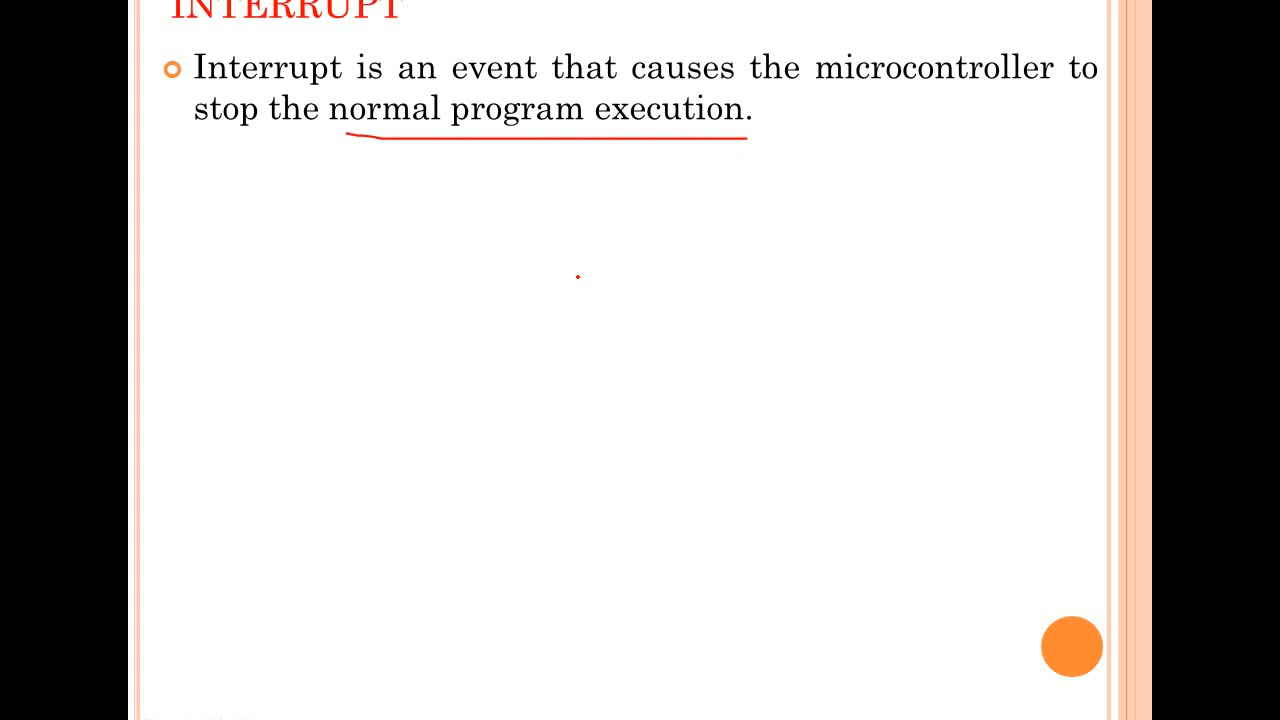 INTERRUPT
Interrupt is an event that causes the microcontroller to
stop the normal program execution.